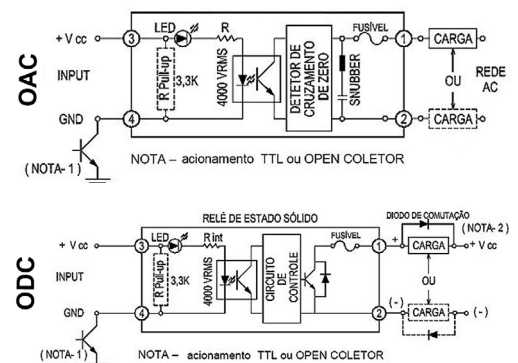 OAC
LED
R
FUSÍVEL
+ V cc
3
1
CARGA
INPUT
R Pull-up
3,3K
4000 VRMS
DETETOR DE
CRUZAMENTO
DE ZERO
SNUBBER
OU
REDE
AC
GND
4
2
CARGA
( NOTA- 1 )
NOTA – acionamento TTL ou OPEN COLETOR
ODC
RELÉ DE ESTADO SÓLIDO
DIODO DE COMUTAÇÃO
( NOTA- 2 )
LED
R int
FUSÍVEL
+ V cc
3
1
+
CARGA
+ V cc
INPUT
R Pull-up
3,3K
4000 VRMS
CIRCUITO
DE
CONTROLE
OU
GND
4
2
(-)
CARGA
(-)
(NOTA- 1)
NOTA – acionamento TTL ou OPEN COLETOR